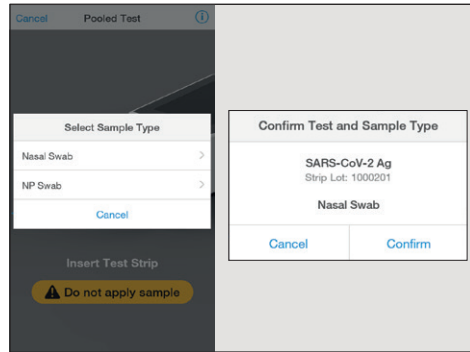 Cancel Pooled Test
Select Sample Type
Nasal Swab
NP Swab
Cancel
Insert Test Strip
Do not apply sample
Confirm Test and Sample Type
SARS-CoV-2 Ag
Strip Lot: 1000201
Nasal Swab
Cancel Confirm